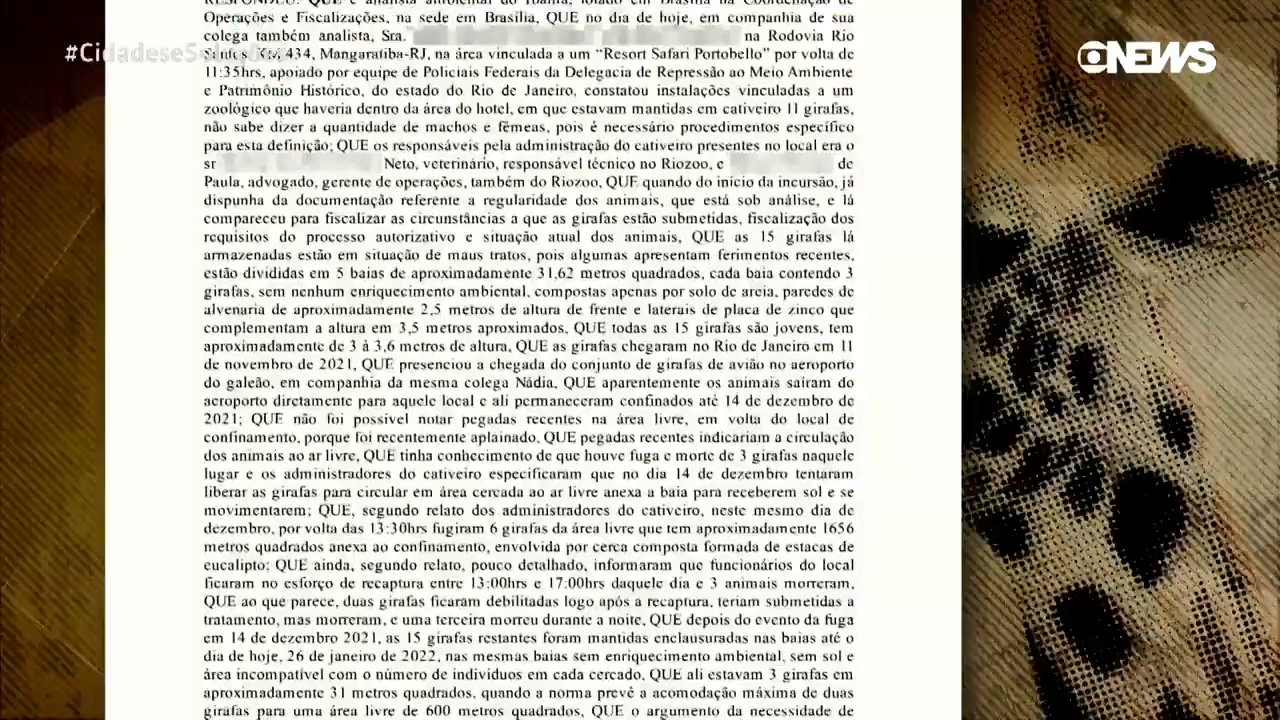 RESPONDEU: QUE é analista ambiental do Ibama, lotado em Brasília na Coordenação de
Operações e Fiscalizações, na sede em Brasília, QUE no dia de hoje, em companhia de sua
colega também analista, Sra. na Rodovia Rio
Santos KM 434, Mangaratiba-RJ, na área vinculada a um “Resort Safari Portobello” por volta de
11:35hrs, apoiado por equipe de Policiais Federais da Delegacia de Repressão ao Meio Ambiente
e Patrimônio Histórico, do estado do Rio de Janeiro, constatou instalações vinculadas a um
zoológico que haveria dentro da área do hotel, em que estavam mantidas em cativeiro 11 girafas,
não sabe dizer a quantidade de machos e fêmeas, pois é necessário procedimentos específico
para esta definição; QUE os responsáveis pela administração do cativeiro presentes no local era o
sr Neto, veterinário, responsável técnico no Riozoo, e de
Paula, advogado, gerente de operações, também do Riozoo, QUE quando do início da incursão, já
dispunha da documentação referente a regularidade dos animais, que está sob análise, e lá
compareceu para fiscalizar as circunstâncias a que as girafas estão submetidas, fiscalização dos
requisitos do processo autorizativo e situação atual dos animais, QUE as 15 girafas lá
armazenadas estão em situação de maus tratos, pois algumas apresentam ferimentos recentes,
estão divididas em 5 baias de aproximadamente 31,62 metros quadrados, cada baia contendo 3
girafas, sem nenhum enriquecimento ambiental, compostas apenas por solo de areia, paredes de
alvenaria de aproximadamente 2,5 metros de altura de frente e laterais de placa de zinco que
complementam a altura em 3,5 metros aproximados, QUE todas as 15 girafas são jovens, tem
aproximadamente de 3 à 3,6 metros de altura, QUE as girafas chegaram no Rio de Janeiro em 11
de novembro de 2021, QUE presenciou a chegada do conjunto de girafas de avião no aeroporto
do galeão, em companhia da mesma colega Nádia, QUE aparentemente os animais saíram do
aeroporto diretamente para aquele local e ali permaneceram confinados até 14 de dezembro de
2021; QUE não foi possível notar pegadas recentes na área livre, em volta do local de
confinamento, porque foi recentemente aplainado, QUE pegadas recentes indicariam a circulação
dos animais ao ar livre, QUE tinha conhecimento de que houve fuga e morte de 3 girafas naquele
lugar e os administradores do cativeiro especificaram que no dia 14 de dezembro tentaram
liberar as girafas para circular em área cercada ao ar livre anexa a baia para receberem sol e se
movimentarem; QUE, segundo relato dos administradores do cativeiro, neste mesmo dia de
dezembro, por volta das 13:30hrs fugiram 6 girafas da área livre que tem aproximadamente 1656
metros quadrados anexa ao confinamento, envolvida por cerca composta formada de estacas de
eucalipto; QUE ainda, segundo relato, pouco detalhado, informaram que funcionários do local
ficaram no esforço de recaptura entre 13:00hrs e 17:00hrs daquele dia e 3 animais morreram,
QUE ao que parece, duas girafas ficaram debilitadas logo após a recaptura, teriam submetidas a
tratamento, mas morreram, e uma terceira morreu durante a noite, QUE depois do evento da fuga
em 14 de dezembro 2021, as 15 girafas restantes foram mantidas enclausuradas nas baias até o
dia de hoje, 26 de janeiro de 2022, nas mesmas baias sem enriquecimento ambiental, sem sol e
área incompatível com o número de indivíduos em cada cercado, QUE ali estavam 3 girafas em
aproximadamente 31 metros quadrados, quando a norma prevê a acomodação máxima de duas
girafas para uma área livre de 600 metros quadrados, QUE o argumento da necessidade de
#CidadeseSoluções
GNEWS